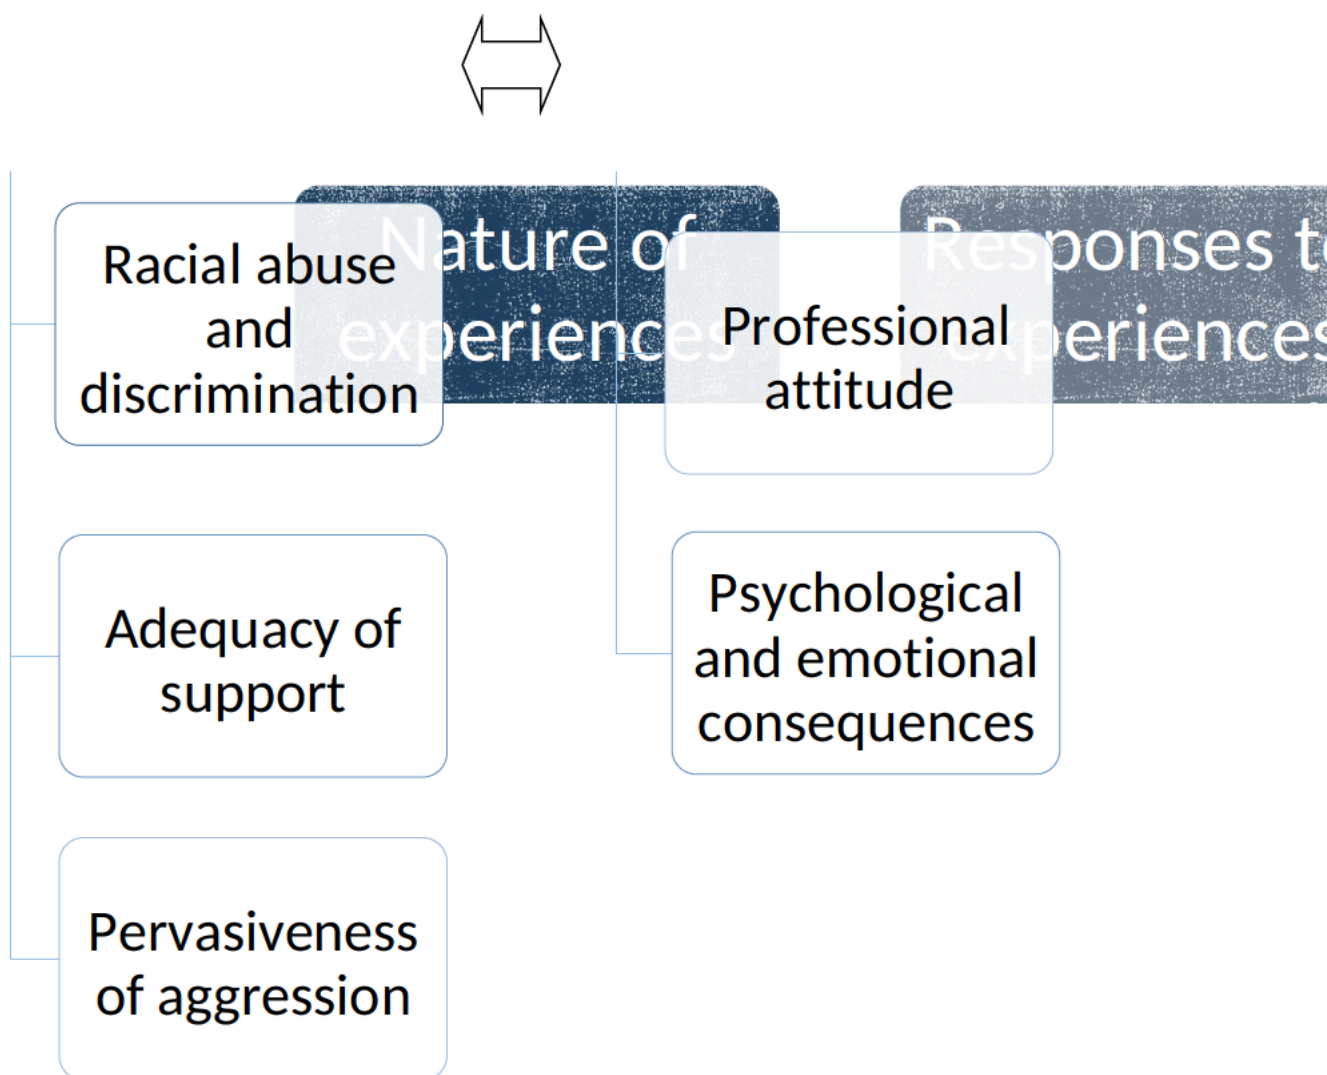 Nature of
experiences
Responses to
experiences
Racial abuse
and
discrimination
Adequacy of
support
Pervasiveness
of aggression
Professional
attitude
Psychological
and emotional
consequences